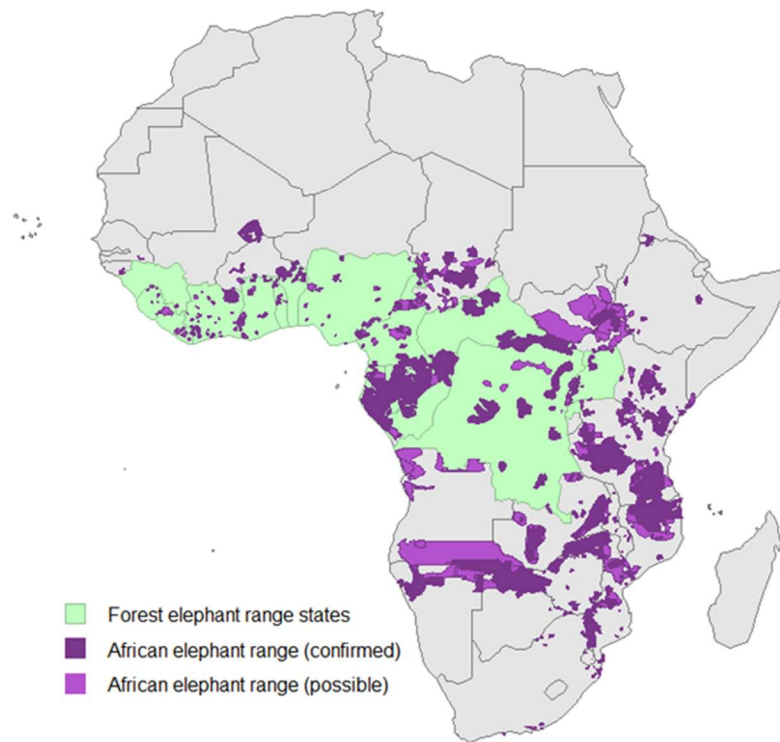 Forest elephant range states
African elephant range (confirmed)
African elephant range (possible)